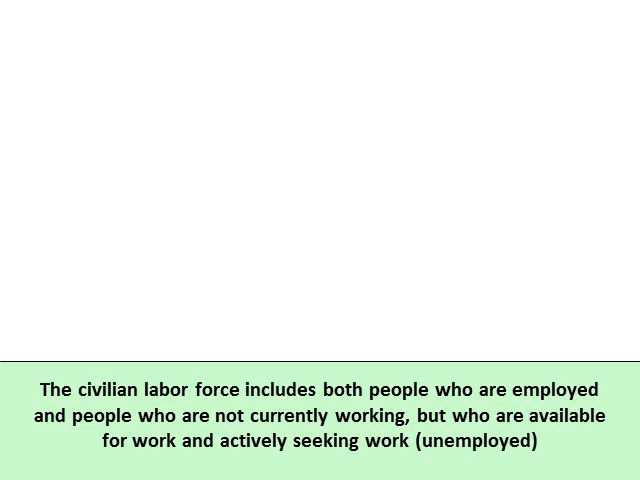 The civilian labor force includes both people who are employed
and people who are not currently working, but who are available
for work and actively seeking work (unemployed)